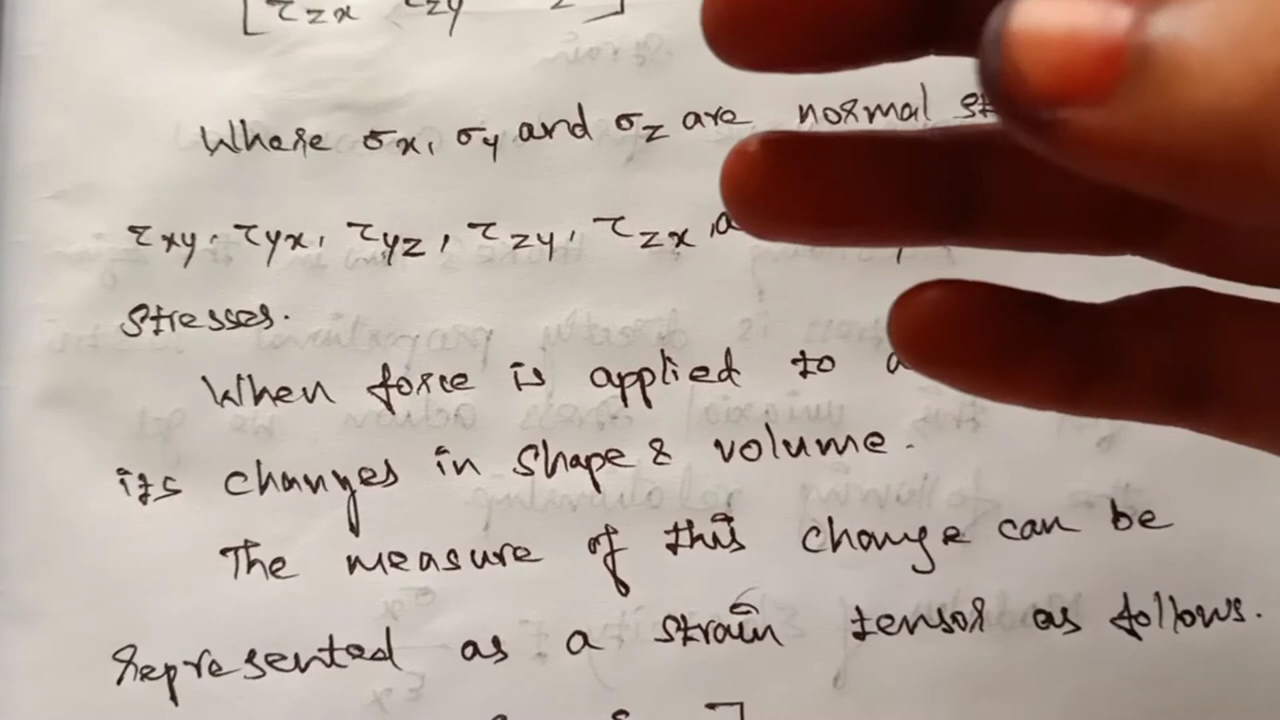 [τzx τzy
Where σx, σy and σz are normal
τxy, τyx, τyz, τzy, τzx,
stresses.
When force is applied to a
its changes in shape & volume.
The measure of this change can be
represented as a strain tensor as follows.